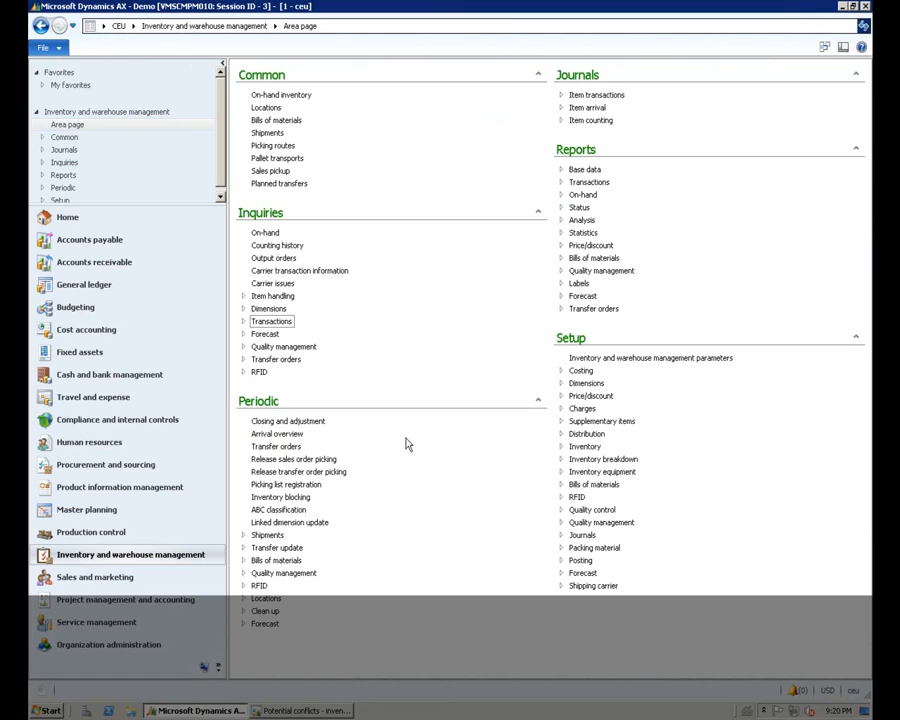 Microsoft Dynamics AX - Demo [VMSCMPM010: Session ID - 3] - [1 - ceu]
CEU
Inventory and warehouse management
Area page
File
Favorites
My favorites
Inventory and warehouse management
Area page
Common
Journals
Inquiries
Reports
Periodic
Setup
Home
Accounts payable
Accounts receivable
General ledger
Budgeting
Cost accounting
Fixed assets
Cash and bank management
Travel and expense
Compliance and internal controls
Human resources
Procurement and sourcing
Product information management
Master planning
Production control
Inventory and warehouse management
Sales and marketing
Project management and accounting
Service management
Organization administration
Common
On-hand inventory
Locations
Bills of materials
Shipments
Picking routes
Pallet transports
Sales pickup
Planned transfers
Inquiries
On-hand
Counting history
Output orders
Carrier transaction information
Carrier issues
Item handling
Dimensions
Transactions
Forecast
Quality management
Transfer orders
RFID
Periodic
Closing and adjustment
Arrival overview
Transfer orders
Release sales order picking
Release transfer order picking
Picking list registration
Inventory blocking
ABC classification
Linked dimension update
Shipments
Transfer update
Bills of materials
Quality management
RFID
Locations
Clean up
Forecast
Journals
Item transactions
Item arrival
Item counting
Reports
Base data
Transactions
On-hand
Status
Analysis
Statistics
Price/discount
Bills of materials
Quality management
Labels
Forecast
Transfer orders
Setup
Inventory and warehouse management parameters
Costing
Dimensions
Price/discount
Charges
Supplementary items
Distribution
Inventory
Inventory breakdown
Inventory equipment
Bills of materials
RFID
Quality control
Quality management
Journals
Packing material
Posting
Forecast
Shipping carrier
(0)
USD
ceu
Start
Microsoft Dynamics A...
Potential conflicts - inven...
9:20 PM